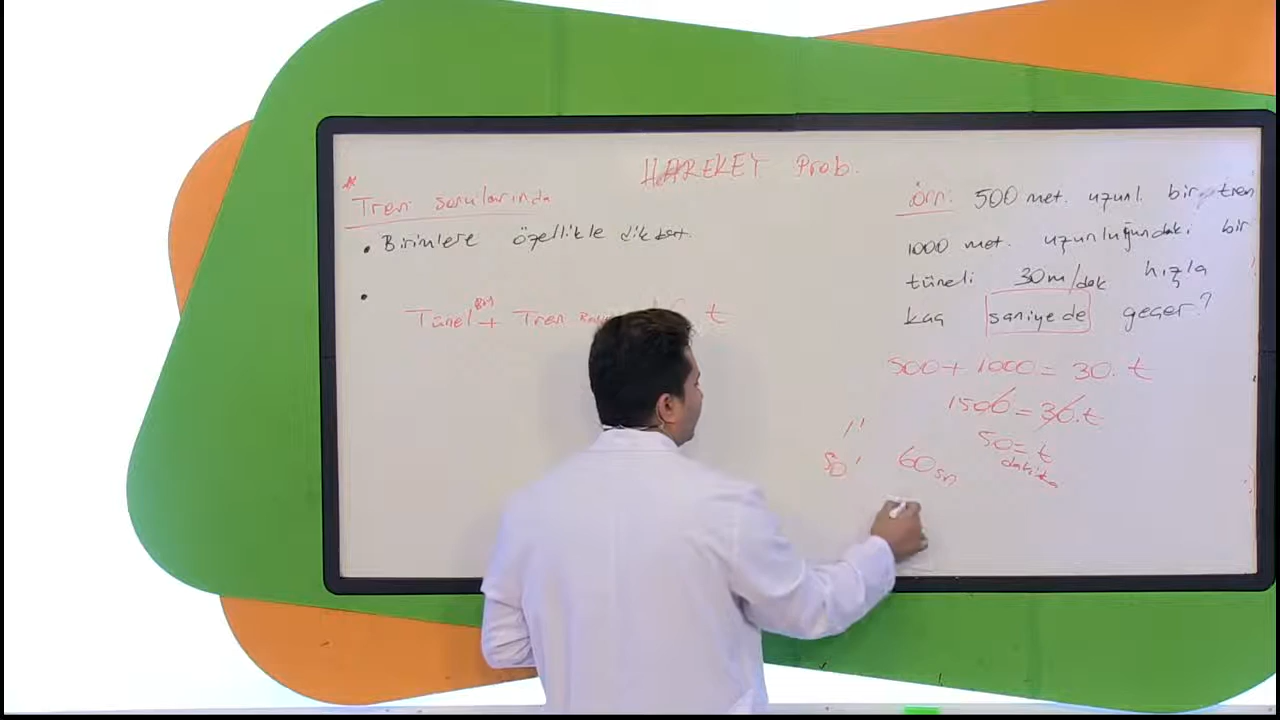 HAREKEY Prob.
*
Tren sorularında
• Birimlere özellikle dikkat.
•
Tünel + Tren t
Örn: 500 met. uzunl. bir tren
1000 met. uzunluğundaki bir
tüneli 30m/dak hızla
kaç saniyede geçer?
500 + 1000 = 30. t
1500 = 30.t
50 = t
dakika
1'
50' 60 sn